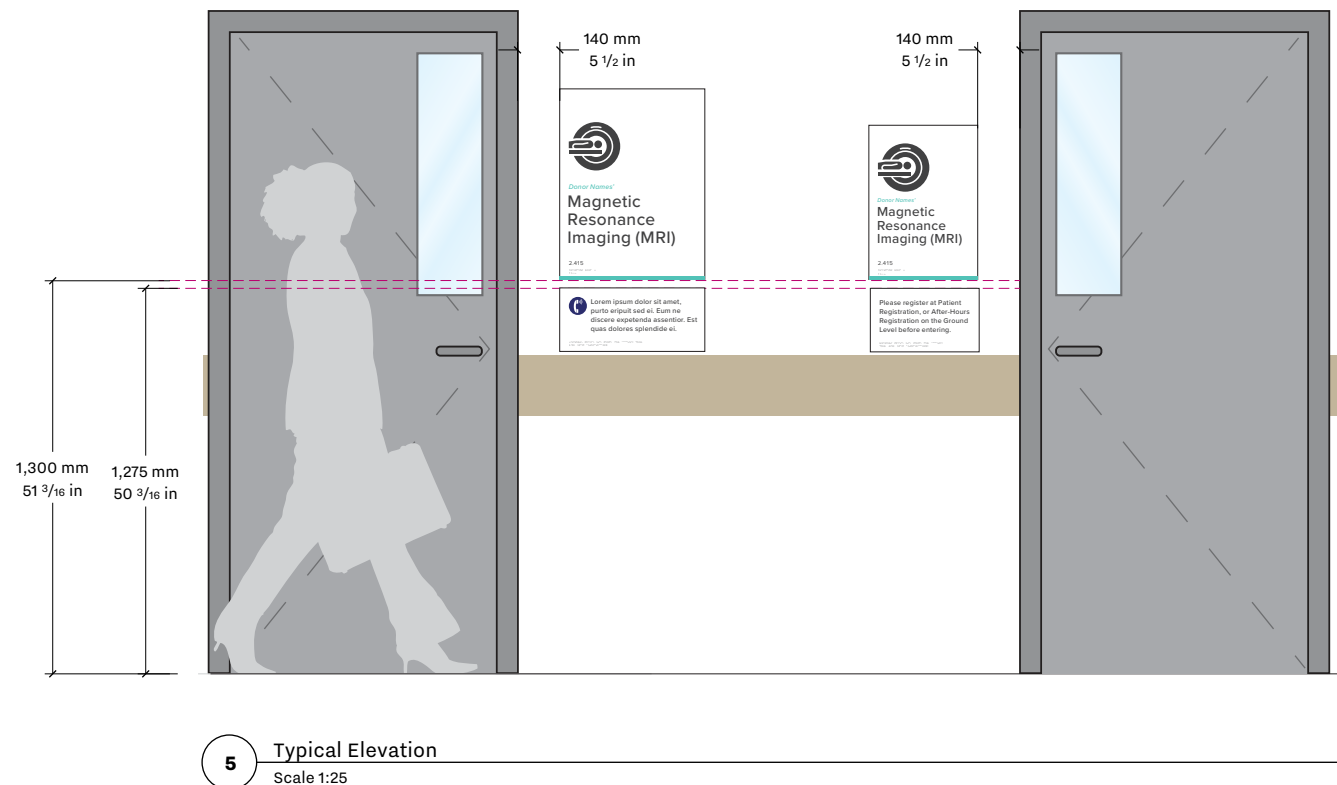 140 mm
5 1/2 in
140 mm
5 1/2 in
Donor Names'
Magnetic
Resonance
Imaging (MRI)
2.415
Donor Names'
Magnetic
Resonance
Imaging (MRI)
2.415
Lorem ipsum dolor sit amet,
purto eripuit sed ei. Eum ne
discere expetenda assentior. Est
quas dolores splendide ei.
Please register at Patient
Registration, or After-Hours
Registration on the Ground
Level before entering.
1,300 mm
51 3/16 in
1,275 mm
50 3/16 in
5
Typical Elevation
Scale 1:25